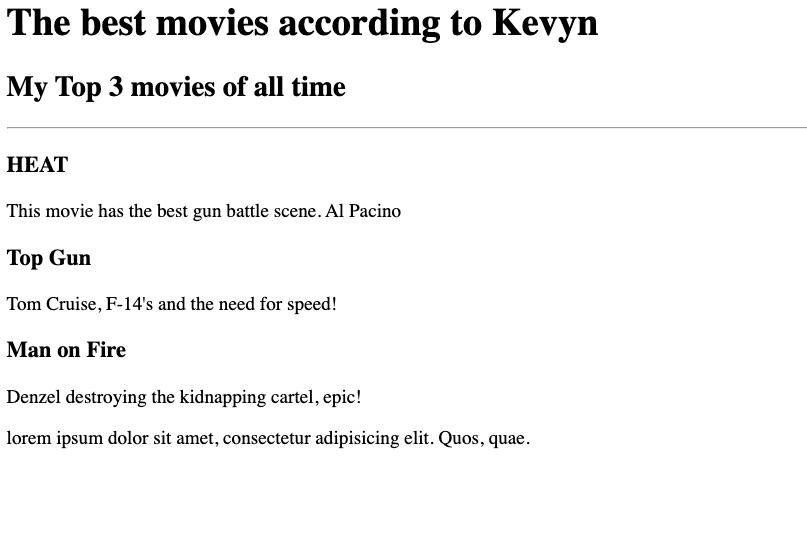 The best movies according to Kevyn
My Top 3 movies of all time
HEAT
This movie has the best gun battle scene. Al Pacino
Top Gun
Tom Cruise, F-14's and the need for speed!
Man on Fire
Denzel destroying the kidnapping cartel, epic!
lorem ipsum dolor sit amet, consectetur adipisicing elit. Quos, quae.